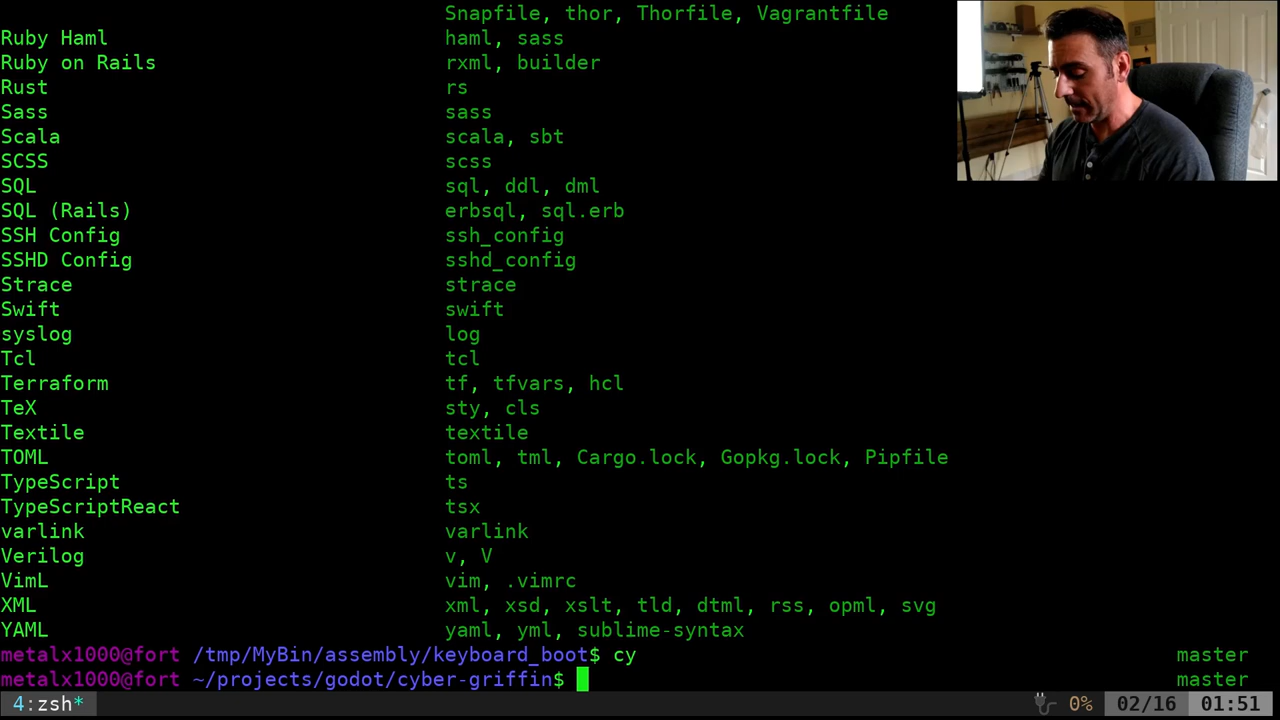 Snapfile, thor, Thorfile, Vagrantfile
Ruby Haml haml, sass
Ruby on Rails rxml, builder
Rust rs
Sass sass
Scala scala, sbt
SCSS scss
SQL sql, ddl, dml
SQL (Rails) erbsql, sql.erb
SSH Config ssh_config
SSHD Config sshd_config
Strace strace
Swift swift
syslog log
Tcl tcl
Terraform tf, tfvars, hcl
TeX sty, cls
Textile textile
TOML toml, tml, Cargo.lock, Gopkg.lock, Pipfile
TypeScript ts
TypeScriptReact tsx
varlink varlink
Verilog v, V
VimL vim, .vimrc
XML xml, xsd, xslt, tld, dtml, rss, opml, svg
YAML yaml, yml, sublime-syntax
metalx1000@fort /tmp/MyBin/assembly/keyboard_boot$ cy master
metalx1000@fort ~/projects/godot/cyber-griffin$ master
4:zsh* 0% 02/16 01:51